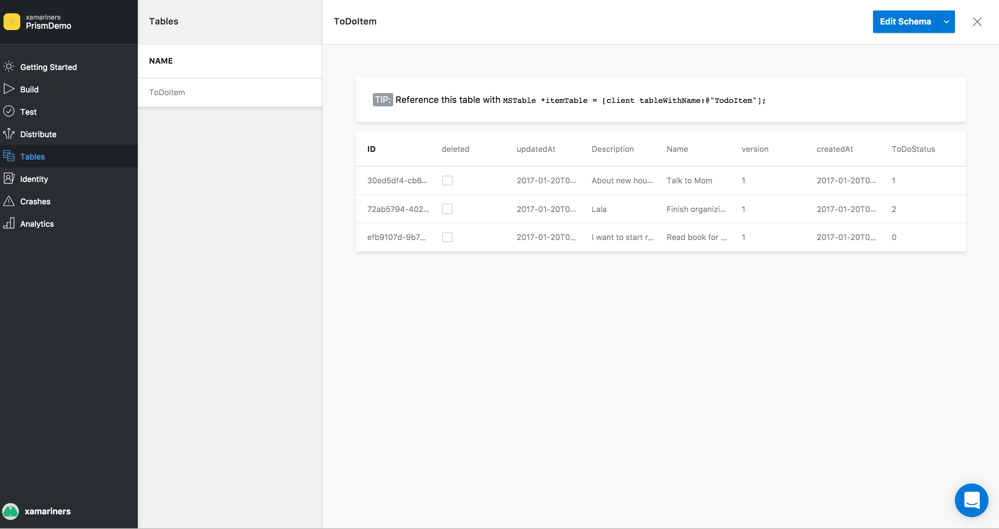 P
xamariners
PrismDemo
Getting Started
Build
Test
Distribute
Tables
Identity
Crashes
Analytics
xamariners
Tables
NAME
ToDoItem
ToDoItem
Edit Schema
TIP: Reference this table with MSTable *itemTable = [client tableWithName:@"TodoItem"];
ID deleted updatedAt Description Name version createdAt ToDoStatus
30ed5df4-cb6... 2017-01-20T0... About new hou... Talk to Mom 1 2017-01-20T0... 1
72ab5794-402... 2017-01-20T0... Lala Finish organizi... 1 2017-01-20T0... 2
efb9107d-9b7... 2017-01-20T0... I want to start r... Read book for ... 1 2017-01-20T0... 0